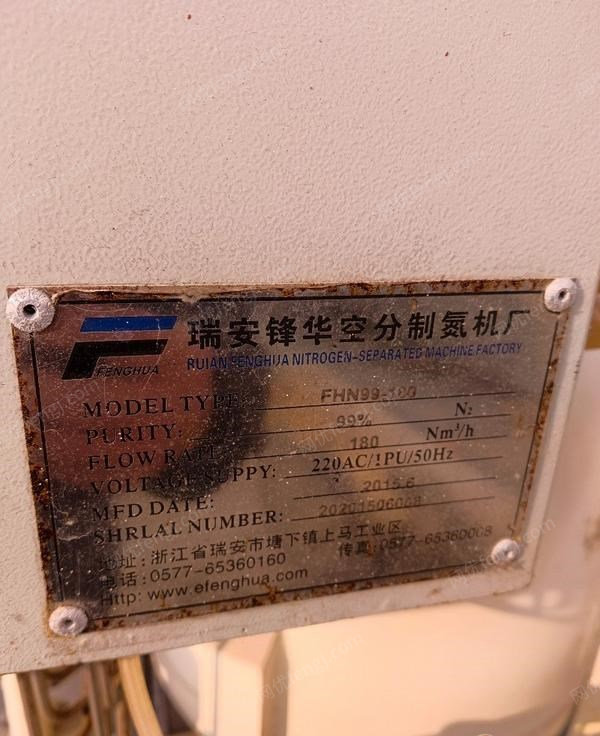 FENGHUA
瑞安锋华空分制氮机厂
RUIAN FENGHUA NITROGEN-SEPARATED MACHINE FACTORY
MODEL TYPE: FHN99-180
PURITY: 99% N₂
FLOW RATE: 180 Nm³/h
VOLTAGE SUPPY: 220AC/1PU/50Hz
MFD DATE: 2015.6
SHRLAL NUMBER: 20201506008
地址: 浙江省瑞安市塘下镇上马工业区
电话: 0577-65360160 传真: 0577-65360008
Http: www.efenghua.com